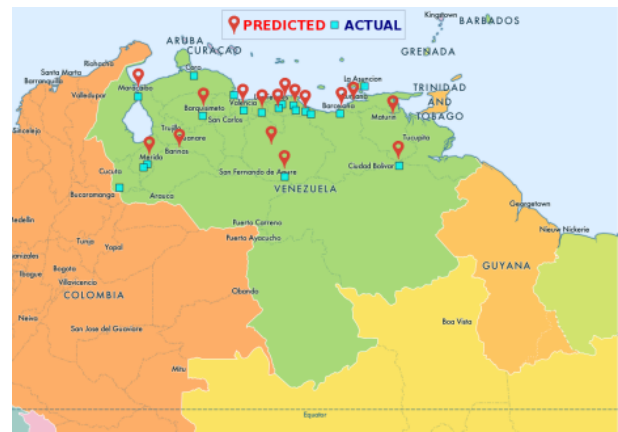 PREDICTED ACTUAL
Kingstown
BARBADOS
ARUBA
CURACAO
GRENADA
Riohacha
Santa Marta
Barranquilla
Coro
La Asuncion
Maracaibo
Valledupar
TRINIDAD
AND
TOBAGO
Valencia
Barquisimeto
San Carlos
Barcelona
Maturin
Sincelejo
Trujillo
Guanare
Tucupita
Merida
Barinas
Cucuta
San Fernando de Apure
Ciudad Bolivar
Bucaramanga
Arauca
VENEZUELA
Georgetown
Medellin
Puerto Carreno
Nieuw Nickerie
Tunja
Yopal
Puerto Ayacucho
Manizales
Bogota
Ibague
Villavicencio
GUYANA
COLOMBIA
Obando
Neiva
San Jose del Guaviare
Boa Vista
Mitu
Equator